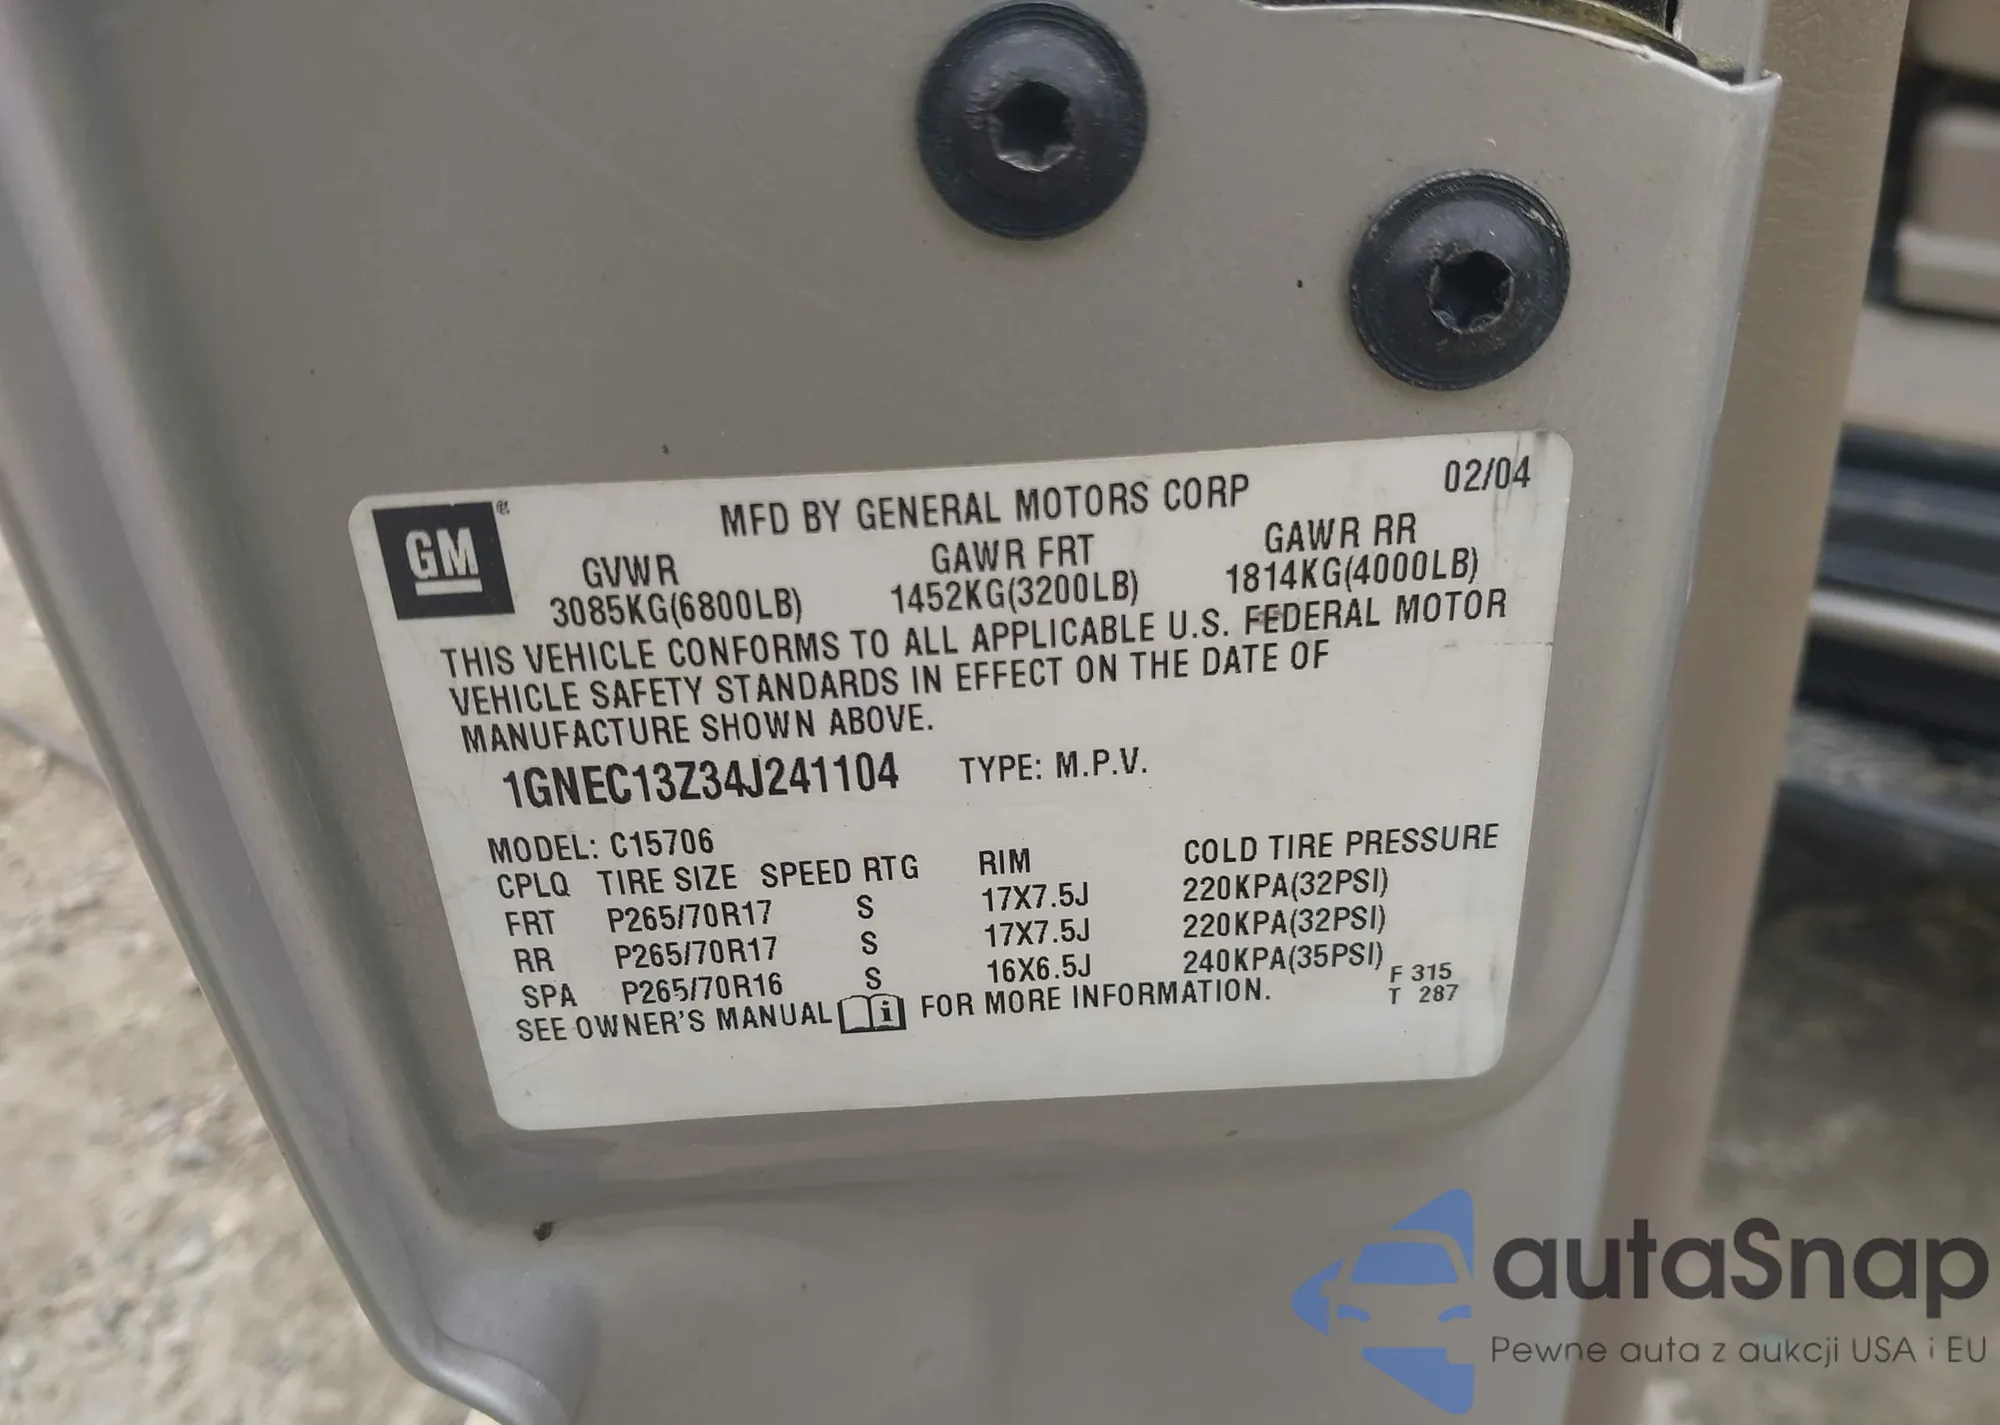 GM®
MFD BY GENERAL MOTORS CORP 02/04
GVWR GAWR FRT GAWR RR
3085KG(6800LB) 1452KG(3200LB) 1814KG(4000LB)
THIS VEHICLE CONFORMS TO ALL APPLICABLE U.S. FEDERAL MOTOR
VEHICLE SAFETY STANDARDS IN EFFECT ON THE DATE OF
MANUFACTURE SHOWN ABOVE.
1GNEC13Z34J241104 TYPE: M.P.V.
MODEL: C15706
CPLQ TIRE SIZE SPEED RTG RIM COLD TIRE PRESSURE
FRT P265/70R17 S 17X7.5J 220KPA(32PSI)
RR P265/70R17 S 17X7.5J 220KPA(32PSI)
SPA P265/70R16 S 16X6.5J 240KPA(35PSI)
SEE OWNER'S MANUAL FOR MORE INFORMATION.
F 315
T 287
autaSnap
Pewne auta z aukcji USA i EU